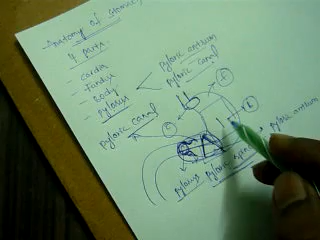 Anatomy of stomach
4 parts
- cardia
- fundus
- body
- pylorus
pyloric antrum
pyloric canal
F
C
b
pyloric canal
pyloric antrum
pylorus
pyloric